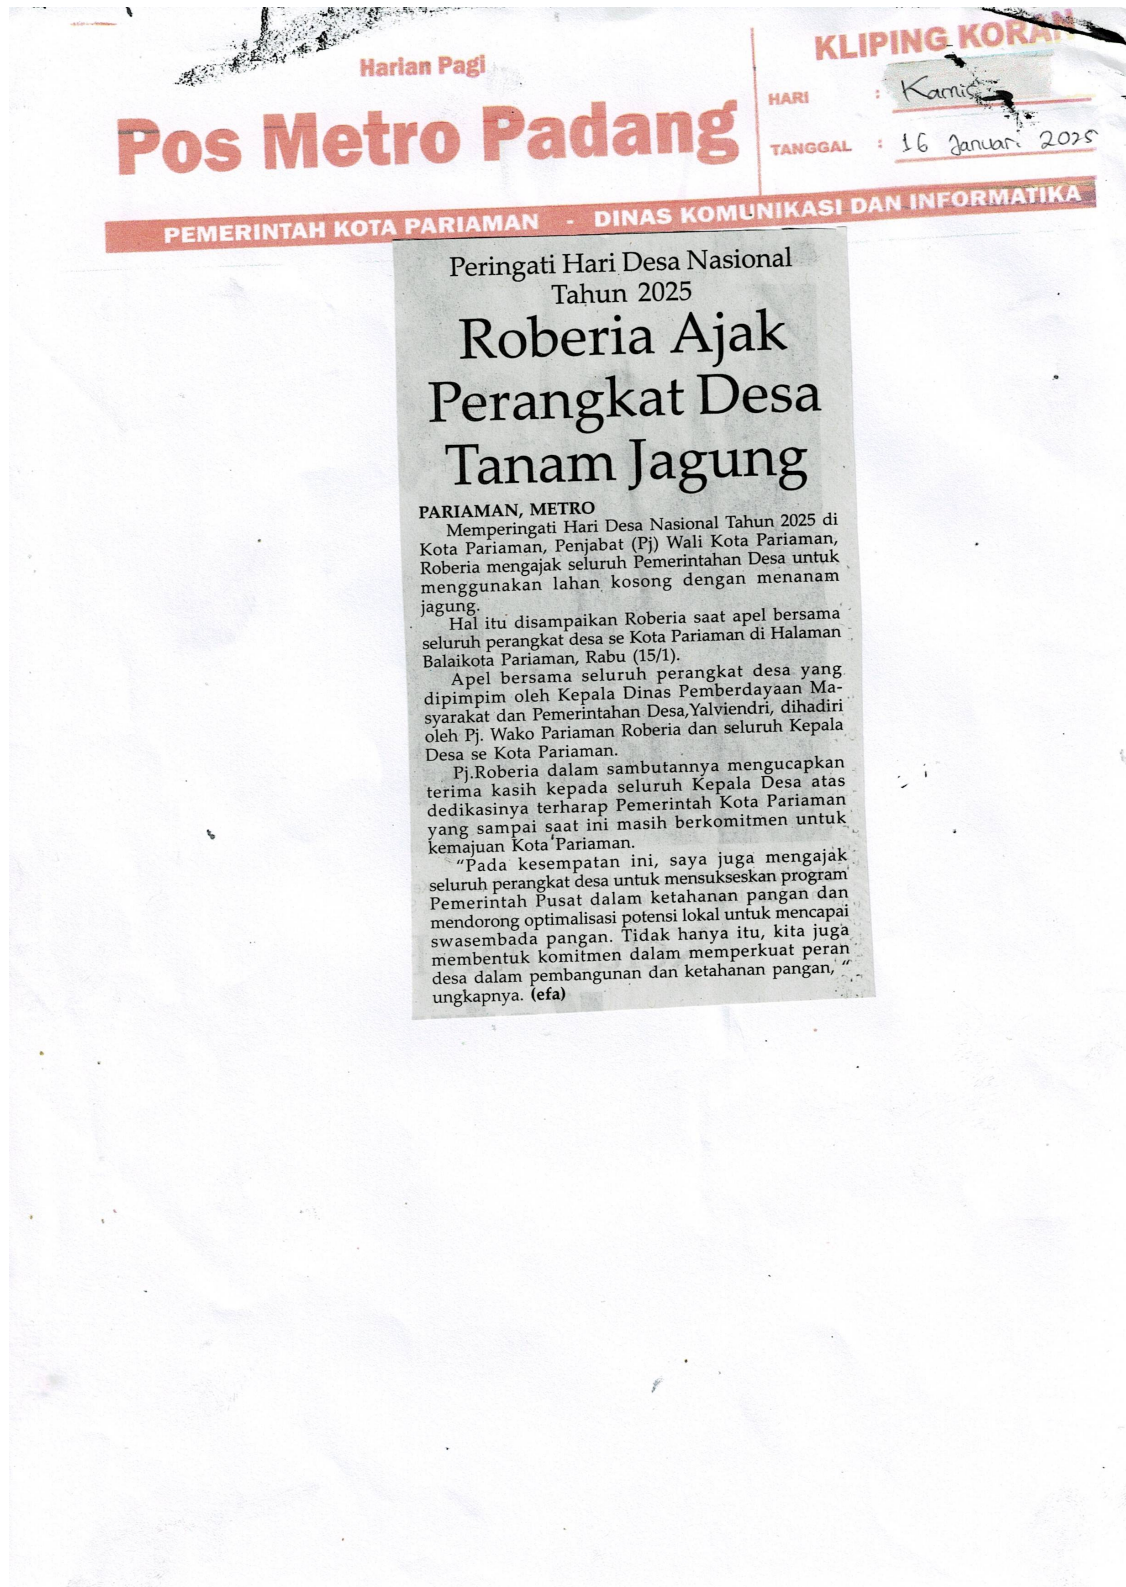 Harian Pagi
Pos Metro Padang
KLIPING KORAN
HARI : Kamis
TANGGAL : 16 Januari 2025
PEMERINTAH KOTA PARIAMAN - DINAS KOMUNIKASI DAN INFORMATIKA
Peringati Hari Desa Nasional
Tahun 2025
Roberia Ajak
Perangkat Desa
Tanam Jagung
PARIAMAN, METRO
Memperingati Hari Desa Nasional Tahun 2025 di
Kota Pariaman, Penjabat (Pj) Wali Kota Pariaman,
Roberia mengajak seluruh Pemerintahan Desa untuk
menggunakan lahan kosong dengan menanam
jagung.
Hal itu disampaikan Roberia saat apel bersama
seluruh perangkat desa se Kota Pariaman di Halaman
Balaikota Pariaman, Rabu (15/1).
Apel bersama seluruh perangkat desa yang
dipimpim oleh Kepala Dinas Pemberdayaan Ma-
syarakat dan Pemerintahan Desa,Yalviendri, dihadiri
oleh Pj. Wako Pariaman Roberia dan seluruh Kepala
Desa se Kota Pariaman.
Pj.Roberia dalam sambutannya mengucapkan
terima kasih kepada seluruh Kepala Desa atas
dedikasinya terharap Pemerintah Kota Pariaman
yang sampai saat ini masih berkomitmen untuk
kemajuan Kota Pariaman.
“Pada kesempatan ini, saya juga mengajak
seluruh perangkat desa untuk mensukseskan program
Pemerintah Pusat dalam ketahanan pangan dan
mendorong optimalisasi potensi lokal untuk mencapai
swasembada pangan. Tidak hanya itu, kita juga
membentuk komitmen dalam memperkuat peran
desa dalam pembangunan dan ketahanan pangan, “
ungkapnya. (efa)